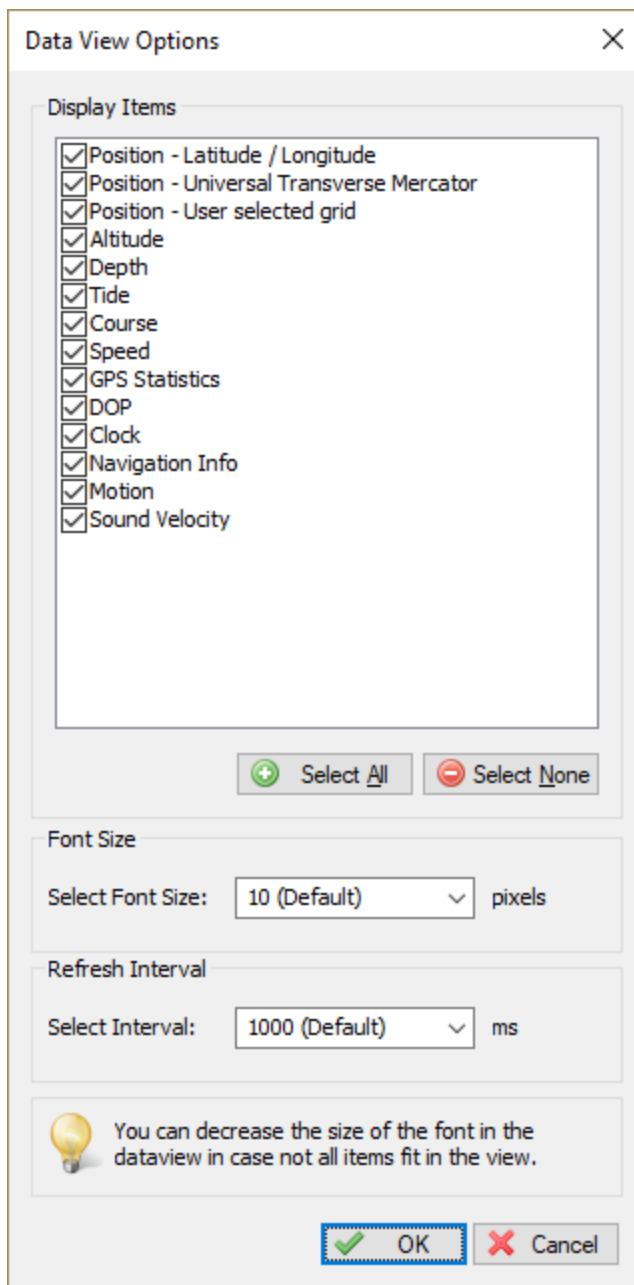 Data View Options
Display Items
Position - Latitude / Longitude
Position - Universal Transverse Mercator
Position - User selected grid
Altitude
Depth
Tide
Course
Speed
GPS Statistics
DOP
Clock
Navigation Info
Motion
Sound Velocity
Select All Select None
Font Size
Select Font Size: 10 (Default) pixels
Refresh Interval
Select Interval: 1000 (Default) ms
You can decrease the size of the font in the
dataview in case not all items fit in the view.
OK Cancel